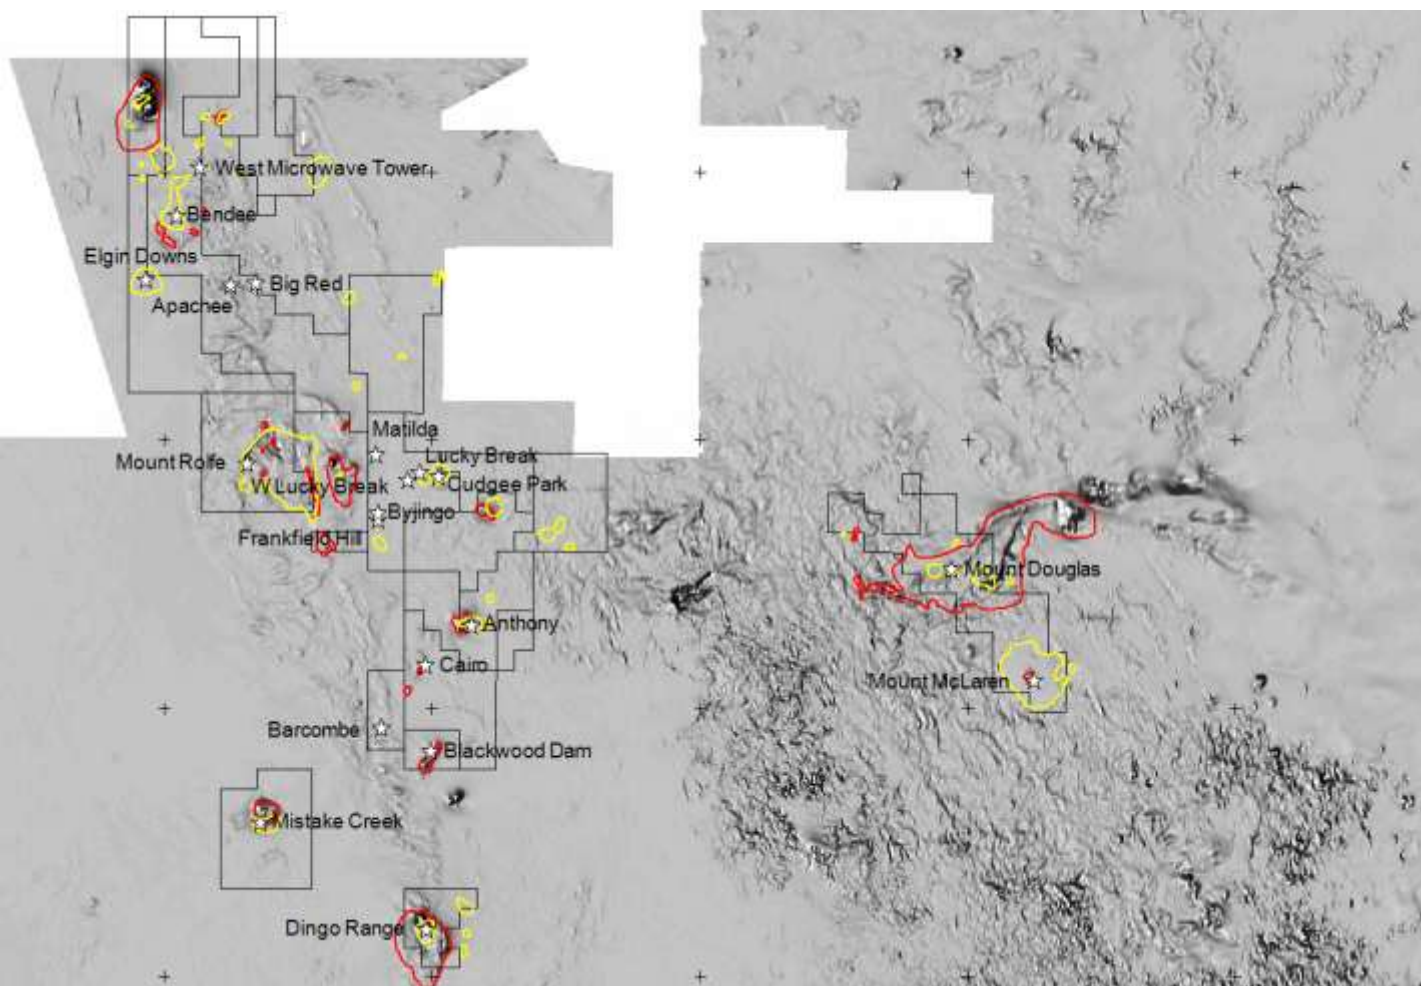 West Microwave Tower
Bendee
Elgin Downs
Big Red
Apachee
Matilda
Lucky Break
Mount Rolfe
W Lucky Break
Cudgee Park
Byjingo
Frankfield Hill
Mount Douglas
Anthony
Cairo
Mount McLaren
Barcombe
Blackwood Dam
Mistake Creek
Dingo Range